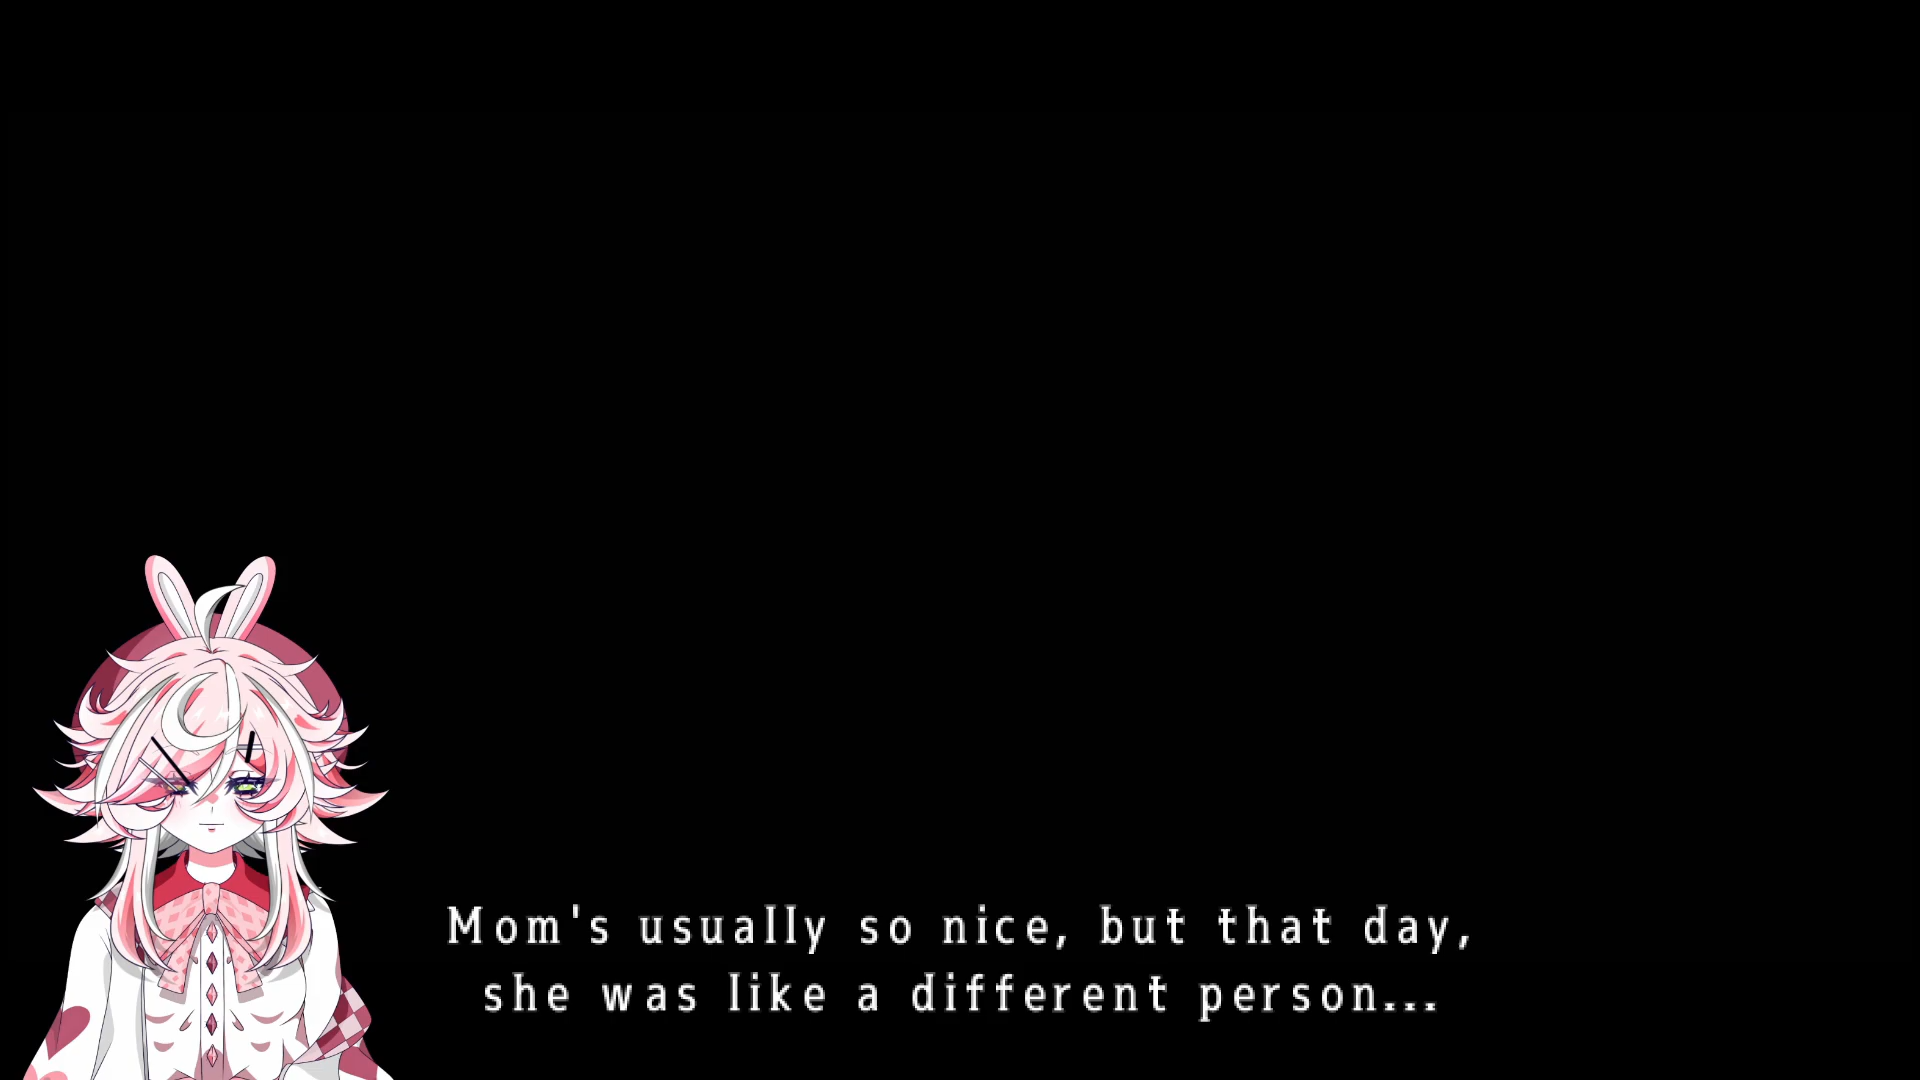 Mom's usually so nice, but that day,
she was like a different person...